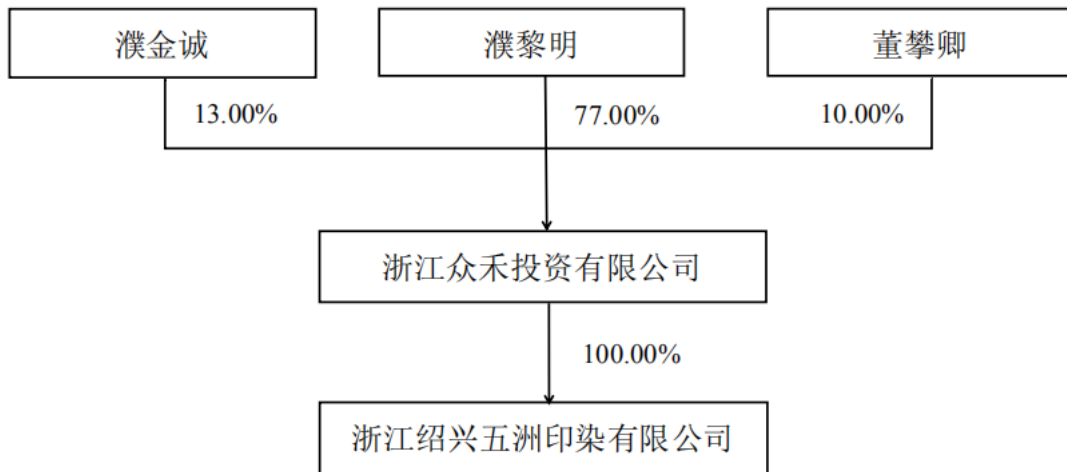 濮金诚
濮黎明
董攀卿
13.00%
77.00%
10.00%
浙江众禾投资有限公司
100.00%
浙江绍兴五洲印染有限公司